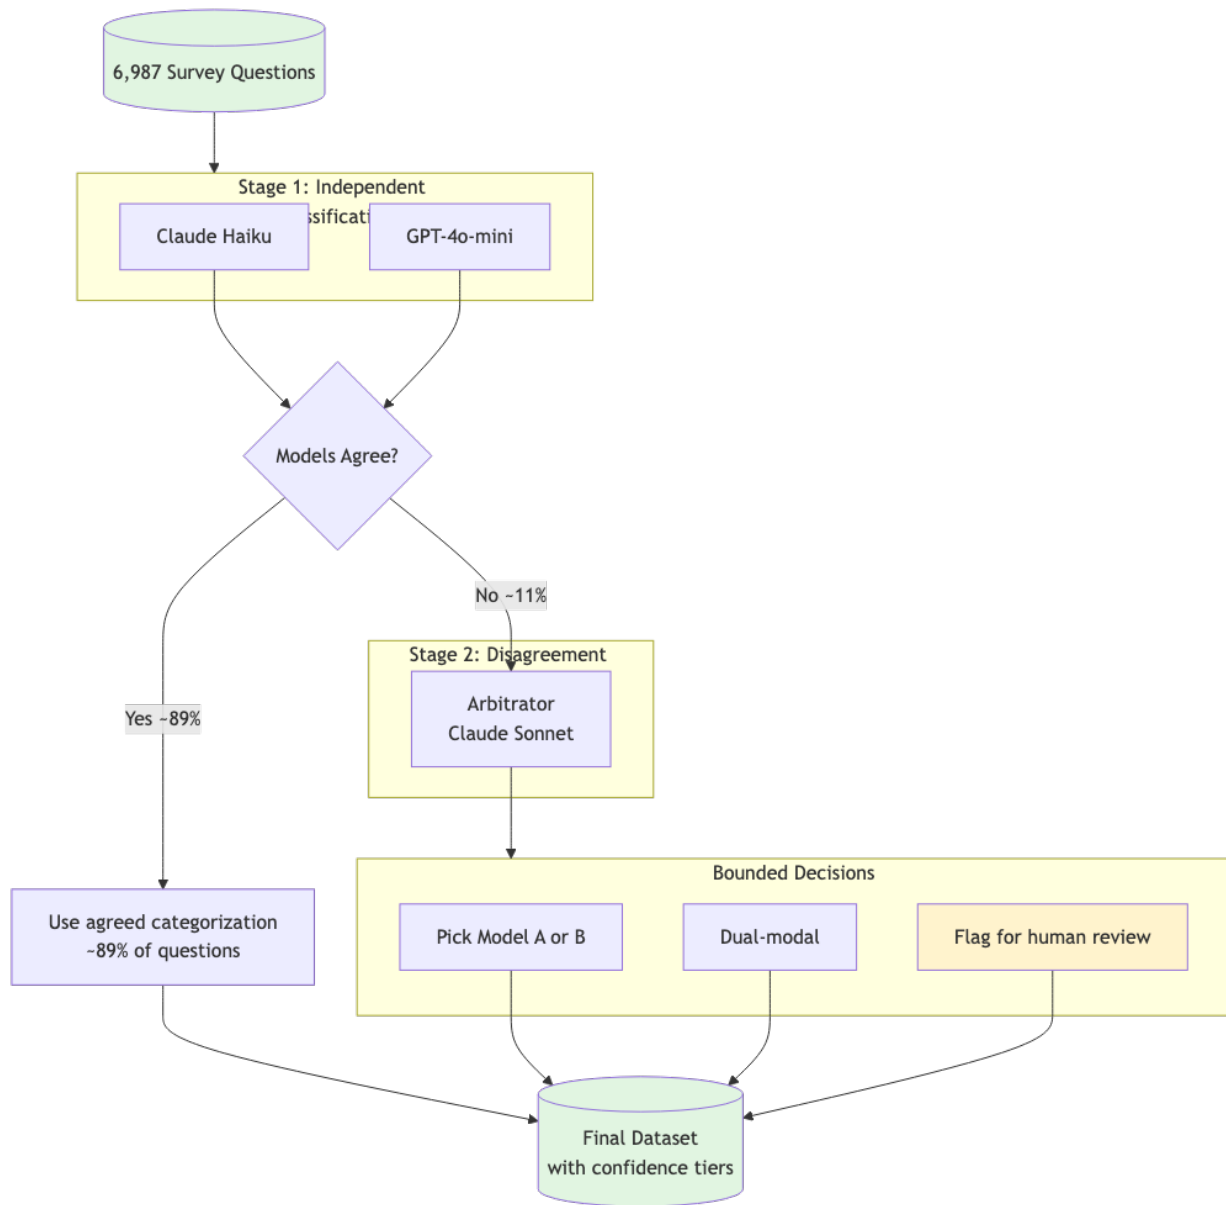 6,987 Survey Questions
Stage 1: Independent
ssificati
Claude Haiku
GPT-4o-mini
Models Agree?
No ~11%
Stage 2: Disagreement
Arbitrator
Claude Sonnet
Yes ~89%
Bounded Decisions
Use agreed categorization
~89% of questions
Pick Model A or B
Dual-modal
Flag for human review
Final Dataset
with confidence tiers